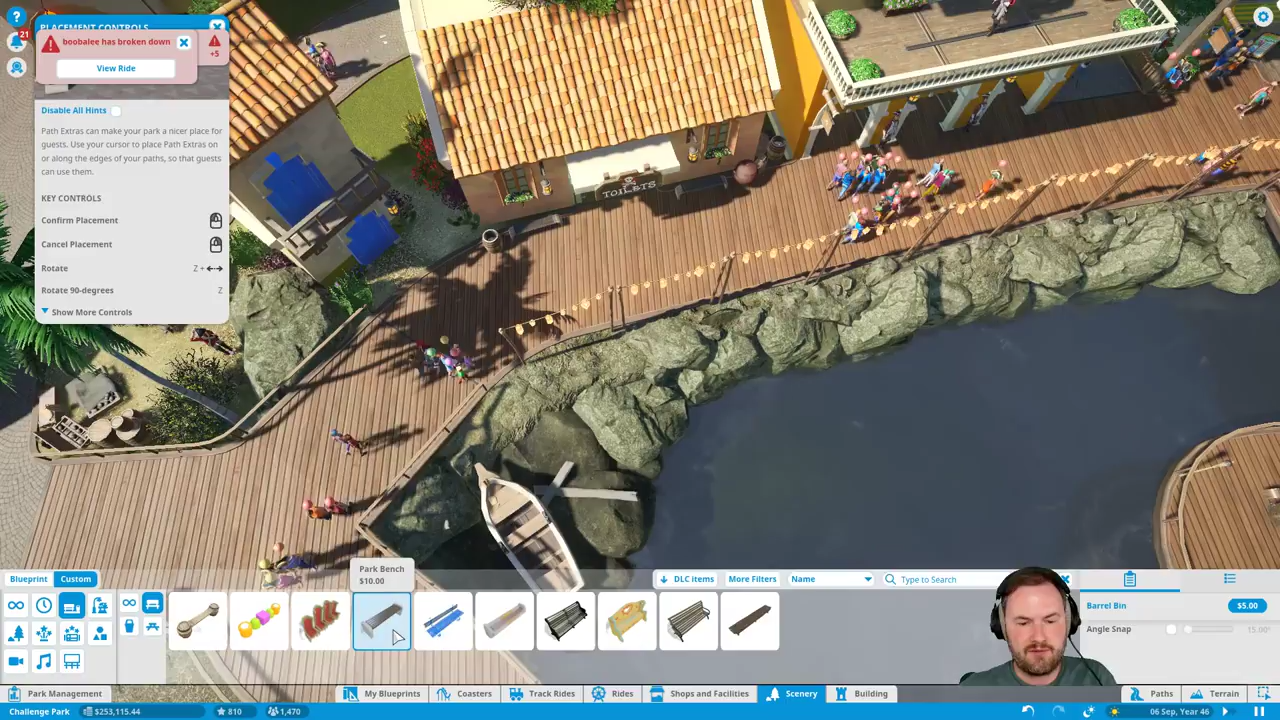 PLACEMENT CONTROLS
21
boobalee has broken down
+5
View Ride
Disable All Hints
Path Extras can make your park a nicer place for
guests. Use your cursor to place Path Extras on
or along the edges of your paths, so that guests
can use them.
KEY CONTROLS
Confirm Placement
Cancel Placement
Rotate Z +
Rotate 90-degrees Z
Show More Controls
TOILETS
Park Bench
$10.00
Blueprint Custom
DLC items More Filters Name Type to Search
Barrel Bin $5.00
Angle Snap 15.00°
Park Management My Blueprints Coasters Track Rides Rides Shops and Facilities Scenery Building Paths Terrain
Challenge Park $253,115.44 810 1,470 06 Sep, Year 46